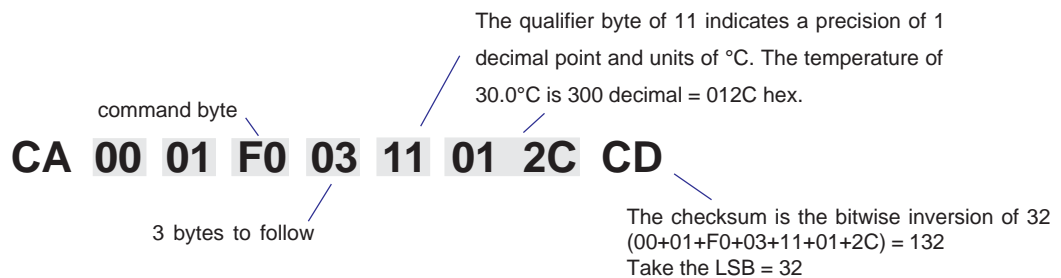 The qualifier byte of 11 indicates a precision of 1
decimal point and units of °C. The temperature of
30.0°C is 300 decimal = 012C hex.
command byte
CA 00 01 F0 03 11 01 2C CD
3 bytes to follow
The checksum is the bitwise inversion of 32
(00+01+F0+03+11+01+2C) = 132
Take the LSB = 32